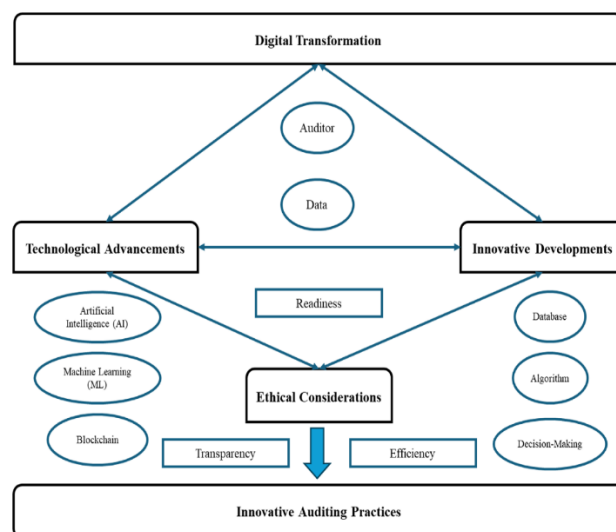 Digital Transformation
Auditor
Data
Technological Advancements
Innovative Developments
Readiness
Artificial
Intelligence (AI)
Database
Machine Learning
(ML)
Algorithm
Ethical Considerations
Blockchain
Transparency
Efficiency
Decision-Making
Innovative Auditing Practices